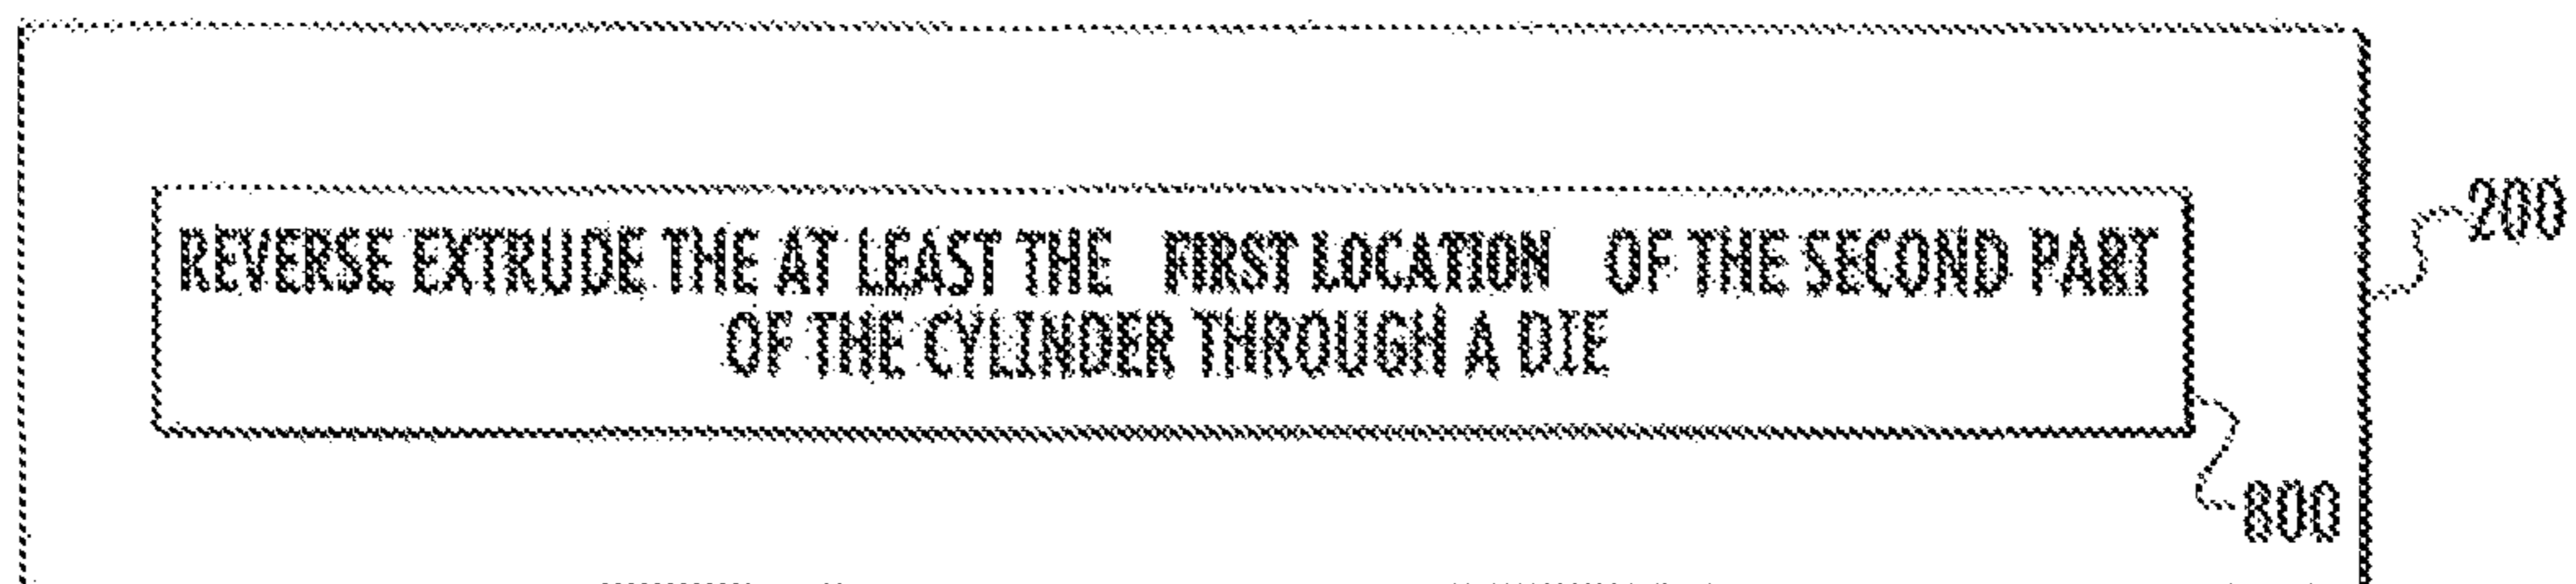 200
REVERSE EXTRUDE THE AT LEAST THE FIRST LOCATION OF THE SECOND PART
OF THE CYLINDER THROUGH A DIE
800